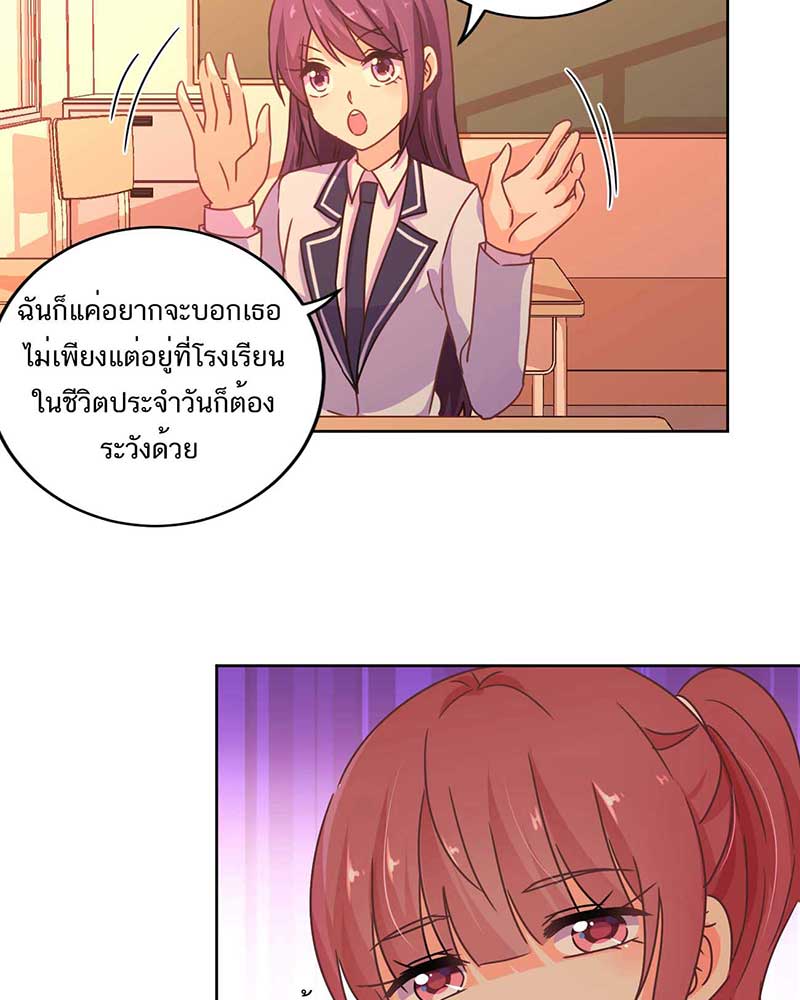 ฉันก็แค่อยากจะบอกเธอ
ไม่เพียงแต่อยู่ที่โรงเรียน
ในชีวิตประจำวันก็ต้อง
ระวังด้วย